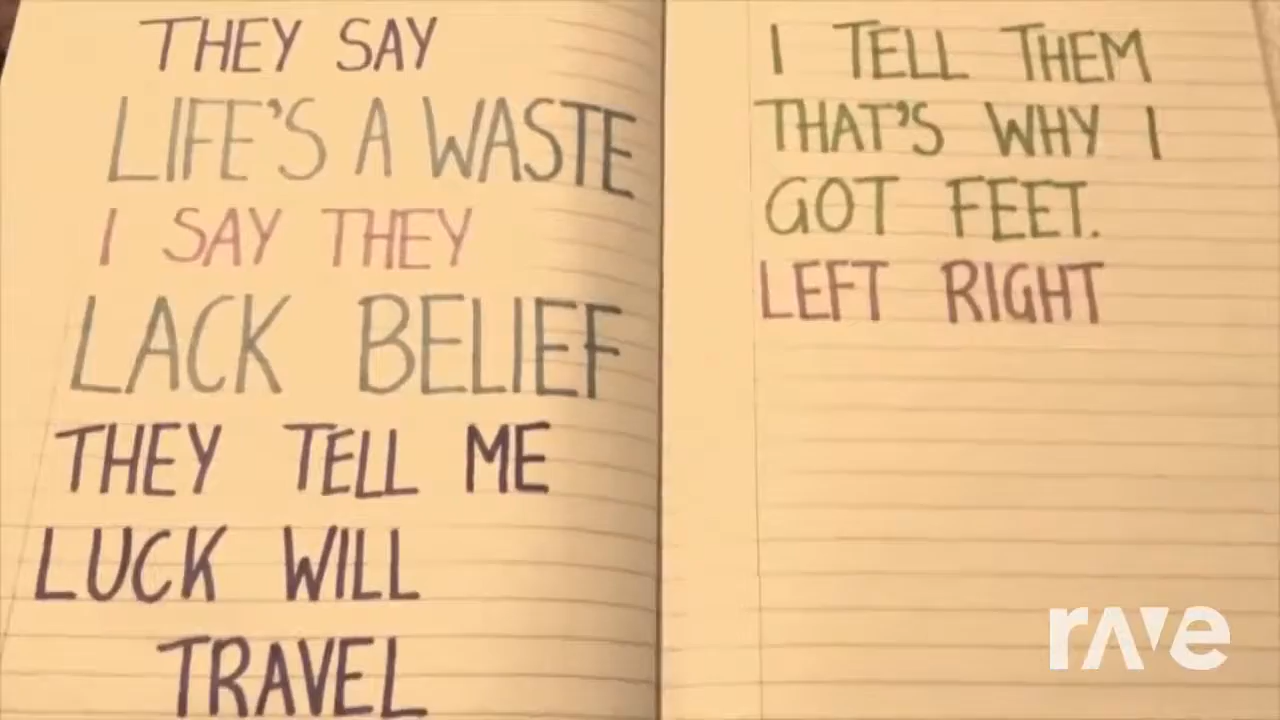 THEY SAY
LIFE'S A WASTE
I SAY THEY
LACK BELIEF
THEY TELL ME
LUCK WILL
TRAVEL
I TELL THEM
THAT'S WHY I
GOT FEET.
LEFT RIGHT
rave